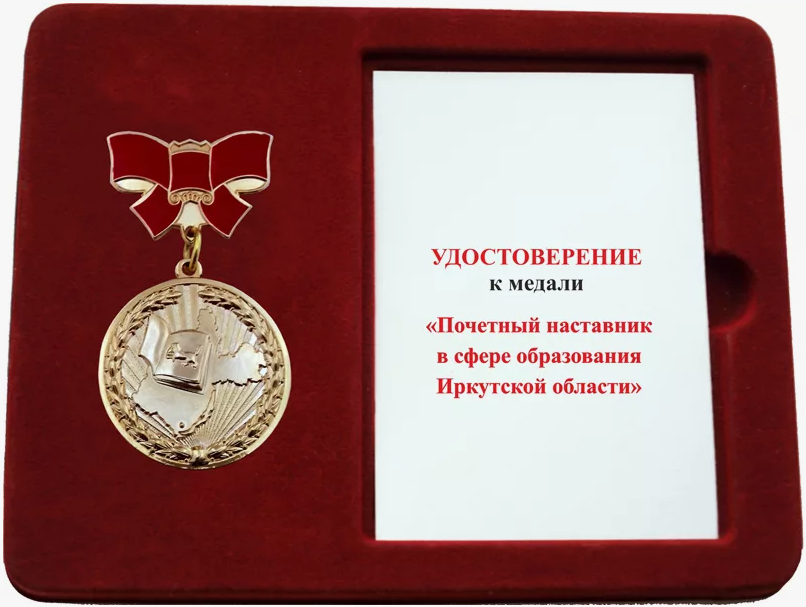 УДОСТОВЕРЕНИЕ
к медали
«Почетный наставник
в сфере образования
Иркутской области»